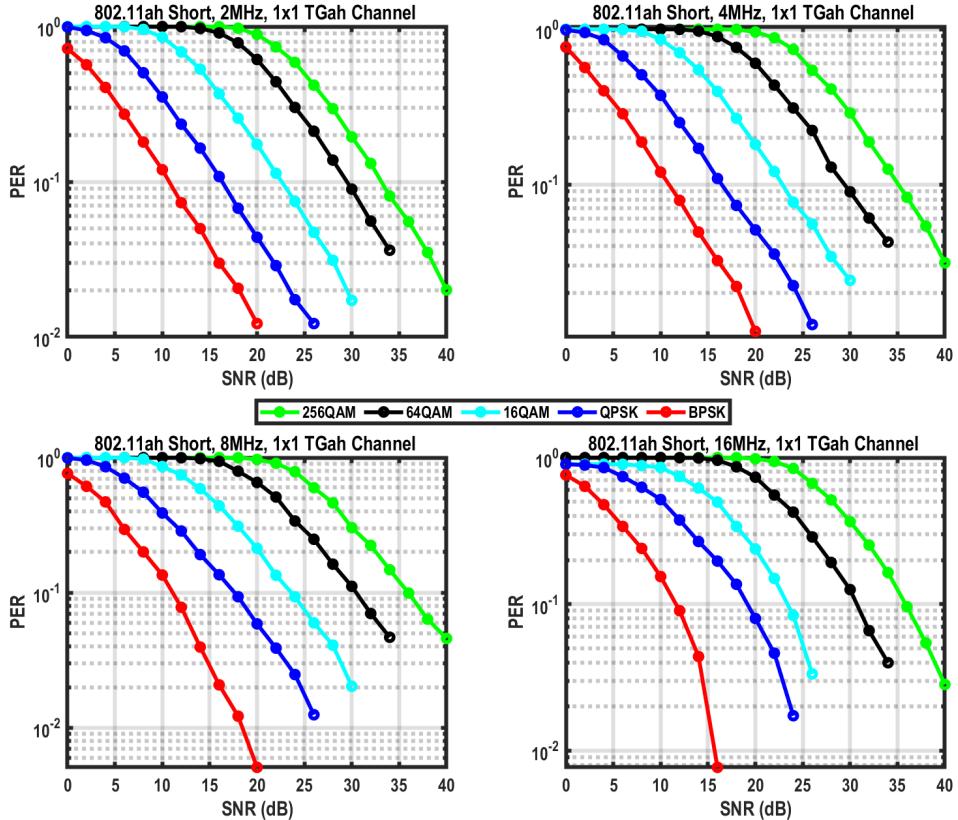 802.11ah Short, 2MHz, 1x1 TGah Channel
10^0
10^-1
10^-2
PER
0 5 10 15 20 25 30 35 40
SNR (dB)
802.11ah Short, 4MHz, 1x1 TGah Channel
10^0
10^-1
PER
0 5 10 15 20 25 30 35 40
SNR (dB)
256QAM 64QAM 16QAM QPSK BPSK
802.11ah Short, 8MHz, 1x1 TGah Channel
10^0
10^-1
10^-2
PER
0 5 10 15 20 25 30 35 40
SNR (dB)
802.11ah Short, 16MHz, 1x1 TGah Channel
10^0
10^-1
10^-2
PER
0 5 10 15 20 25 30 35 40
SNR (dB)